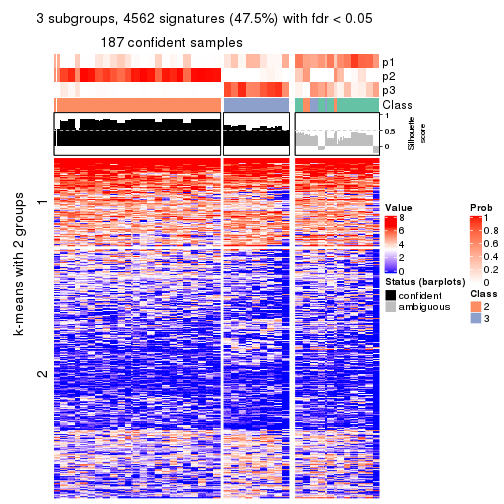 3 subgroups, 4562 signatures (47.5%) with fdr < 0.05
187 confident samples
p1
p2
p3
Class
1
0.5
0
Silhouette
score
k-means with 2 groups
1
2
Value
8
6
4
2
0
Prob
1
0.8
0.6
0.4
0.2
0
Status (barplots)
confident
ambiguous
Class
2
3